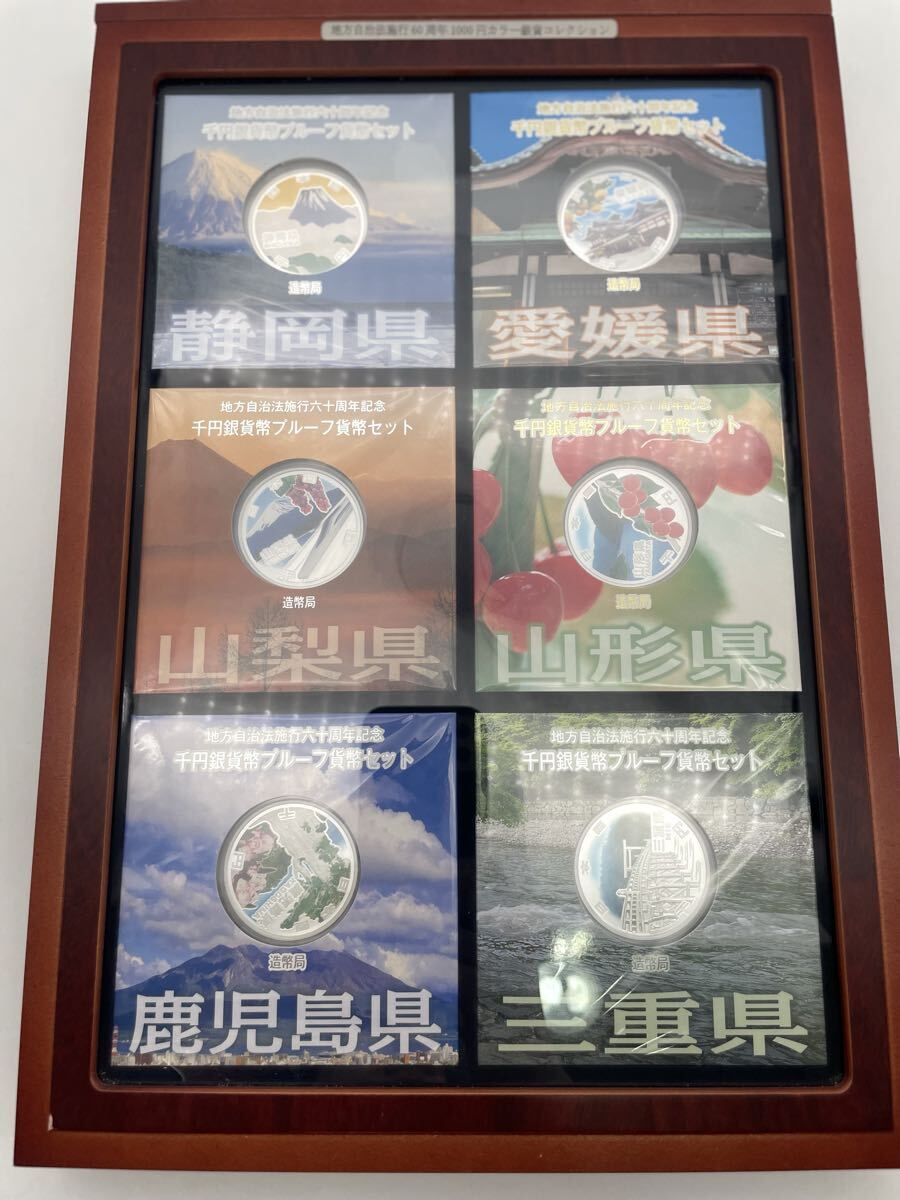 地方自治法施行60周年1000円カラー銀貨コレクション
地方自治法施行六十周年記念
千円銀貨幣プルーフ貨幣セット
静岡県
造幣局
静岡県
地方自治法施行六十周年記念
千円銀貨幣プルーフ貨幣セット
愛媛県
造幣局
愛媛県
地方自治法施行六十周年記念
千円銀貨幣プルーフ貨幣セット
造幣局
山梨県
地方自治法施行六十周年記念
千円銀貨幣プルーフ貨幣セット
造幣局
山形県
地方自治法施行六十周年記念
千円銀貨幣プルーフ貨幣セット
造幣局
鹿児島県
地方自治法施行六十周年記念
千円銀貨幣プルーフ貨幣セット
造幣局
三重県